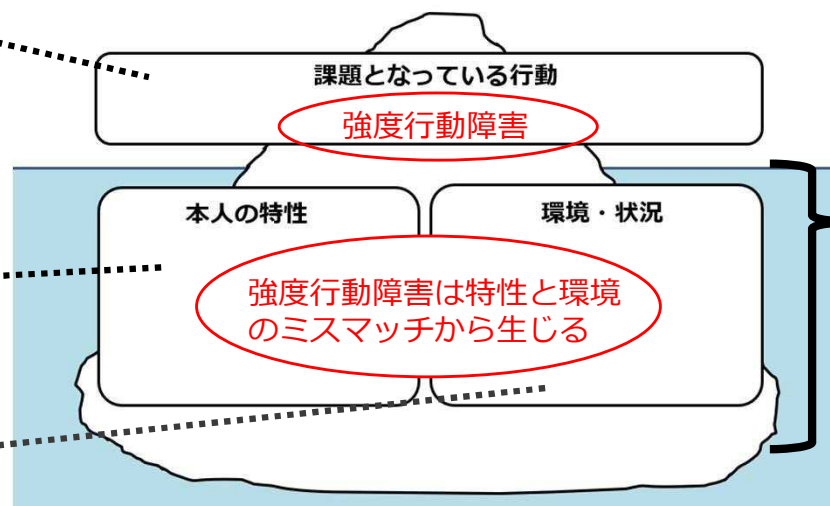 課題となっている行動
強度行動障害
本人の特性
環境・状況
強度行動障害は特性と環境
のミスマッチから生じる